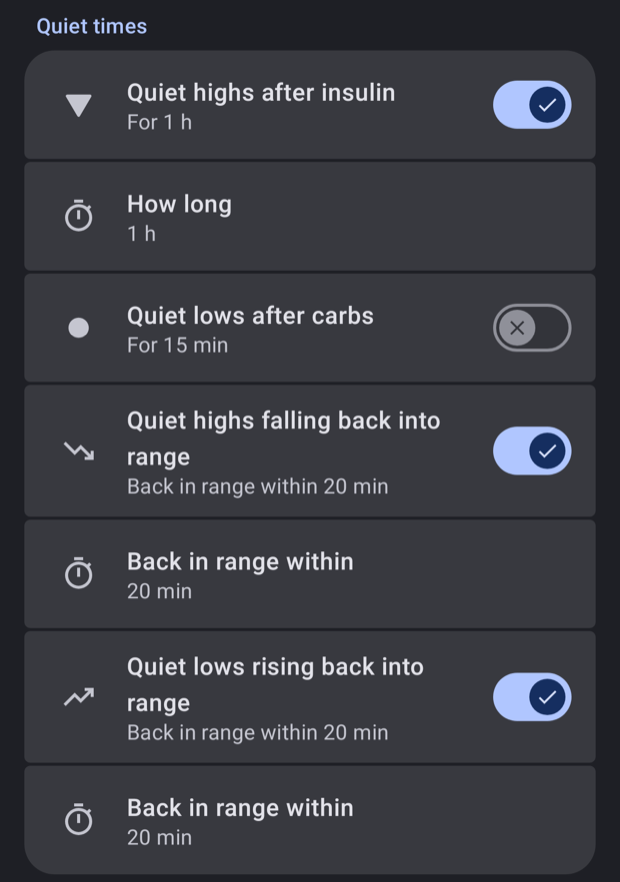 Quiet times
Quiet highs after insulin
For 1 h
How long
1 h
Quiet lows after carbs
For 15 min
Quiet highs falling back into
range
Back in range within 20 min
Back in range within
20 min
Quiet lows rising back into
range
Back in range within 20 min
Back in range within
20 min